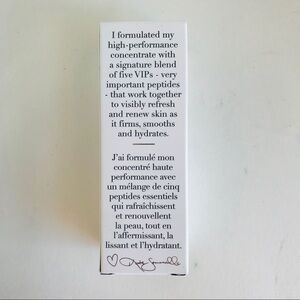 I formulated my
high-performance
concentrate with
a signature blend
of five VIPs - very
important peptides
- that work together
to visibly refresh
and renew skin as
it firms, smooths
and hydrates.
J'ai formulé mon
concentré haute
performance avec
un mélange de cinq
peptides essentiels
qui rafraîchissent
et renouvellent
la peau, tout en
l'affermissant, la
lissant et l'hydratant.